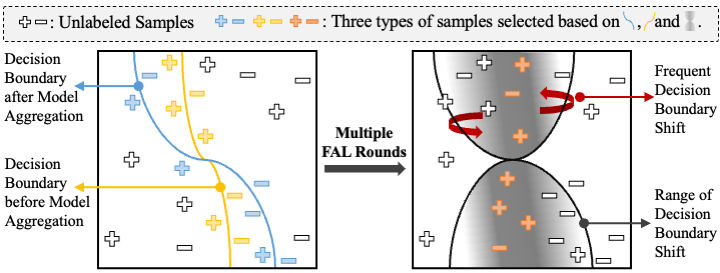 : Unlabeled Samples
: Three types of samples selected based on , and .
Decision
Boundary
after Model
Aggregation
Decision
Boundary
before Model
Aggregation
Multiple
FAL Rounds
Frequent
Decision
Boundary
Shift
Range of
Decision
Boundary
Shift